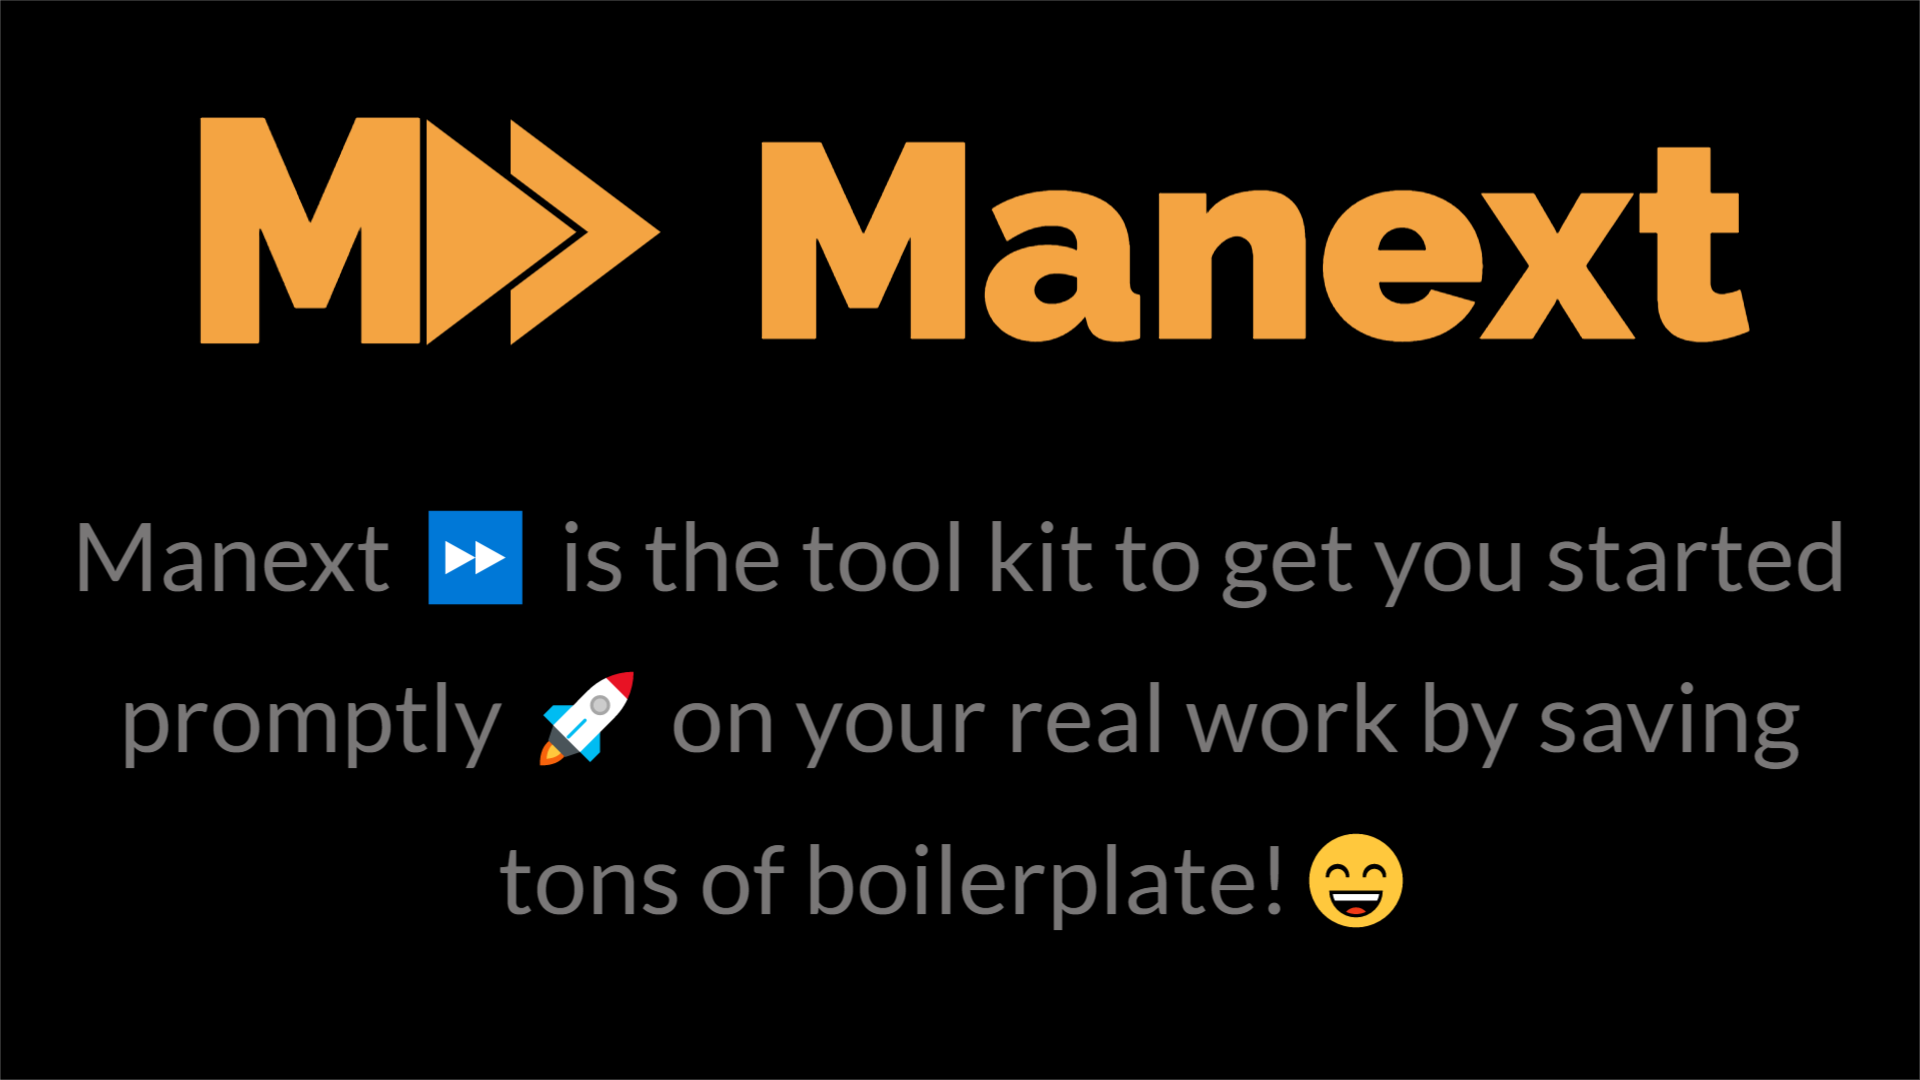 M Manext
Manext ⏩ is the tool kit to get you started
promptly 🚀 on your real work by saving
tons of boilerplate! 😄